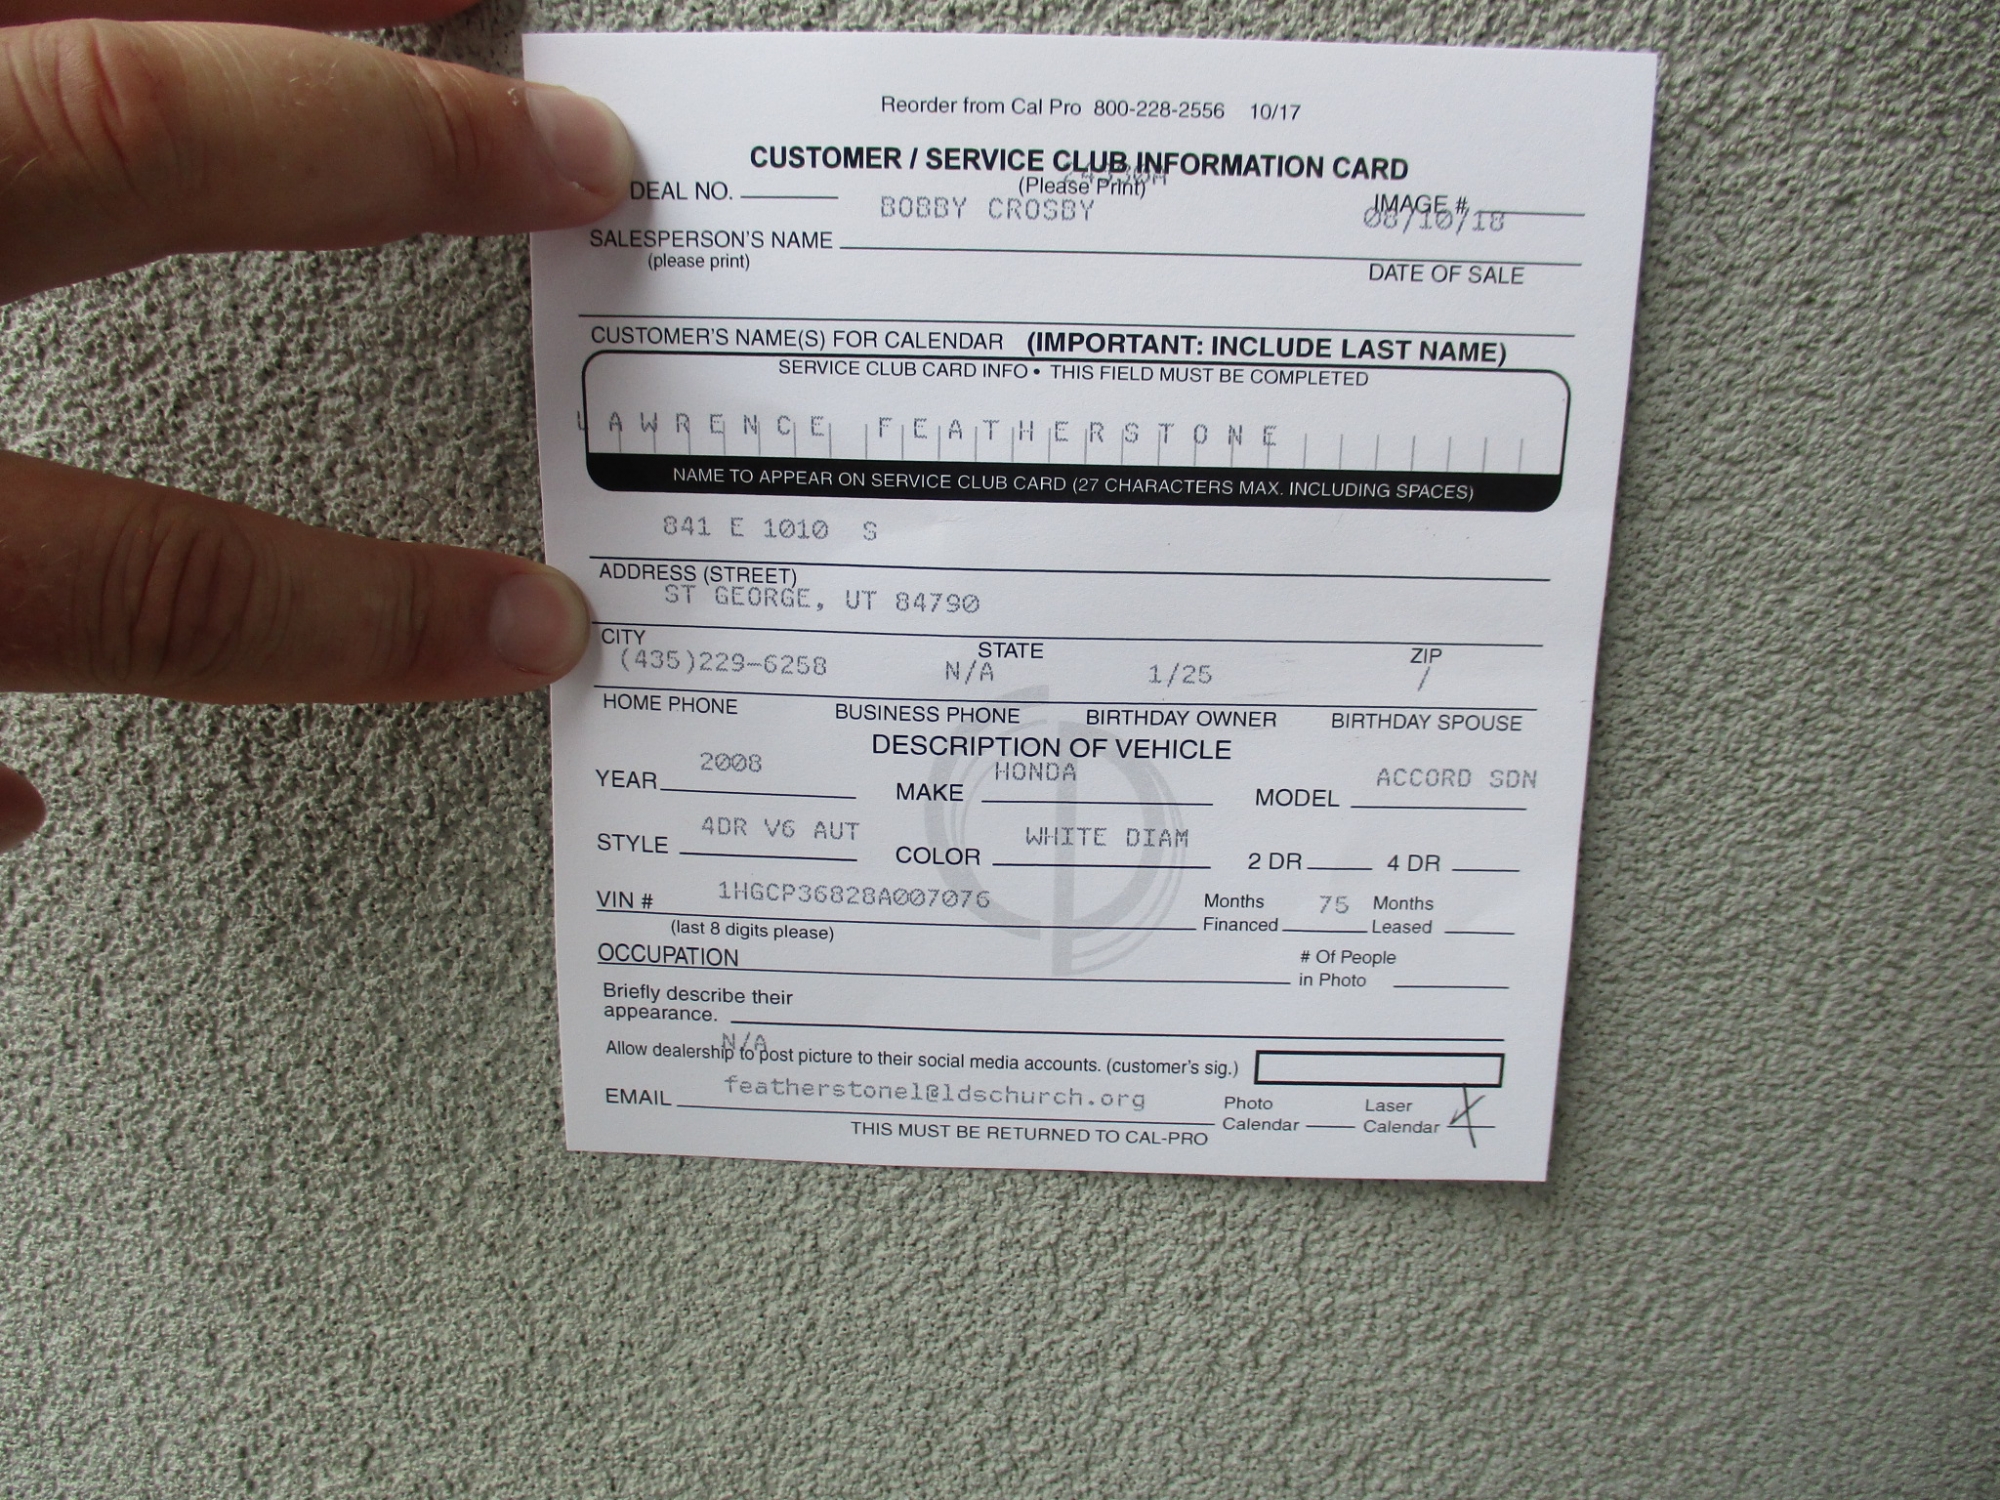 Reorder from Cal Pro 800-228-2556 10/17
CUSTOMER / SERVICE CLUB INFORMATION CARD
(Please Print)
DEAL NO. IMAGE #
BOBBY CROSBY 08/10/18
SALESPERSON'S NAME
(please print) DATE OF SALE
CUSTOMER'S NAME(S) FOR CALENDAR (IMPORTANT: INCLUDE LAST NAME)
SERVICE CLUB CARD INFO • THIS FIELD MUST BE COMPLETED
LAWRENCE FEATHERSTONE
NAME TO APPEAR ON SERVICE CLUB CARD (27 CHARACTERS MAX. INCLUDING SPACES)
841 E 1010 S
ADDRESS (STREET)
ST GEORGE, UT 84790
CITY STATE ZIP
(435)229-6258 N/A 1/25 /
HOME PHONE BUSINESS PHONE BIRTHDAY OWNER BIRTHDAY SPOUSE
DESCRIPTION OF VEHICLE
YEAR 2008 MAKE HONDA MODEL ACCORD SDN
STYLE 4DR V6 AUT COLOR WHITE DIAM 2 DR 4 DR
VIN # 1HGCP36828A007076 Months Financed 75 Months Leased
(last 8 digits please)
OCCUPATION # Of People in Photo
Briefly describe their
appearance.
N/A
Allow dealership to post picture to their social media accounts. (customer's sig.)
EMAIL featherstonel@ldschurch.org Photo Calendar Laser Calendar X
THIS MUST BE RETURNED TO CAL-PRO